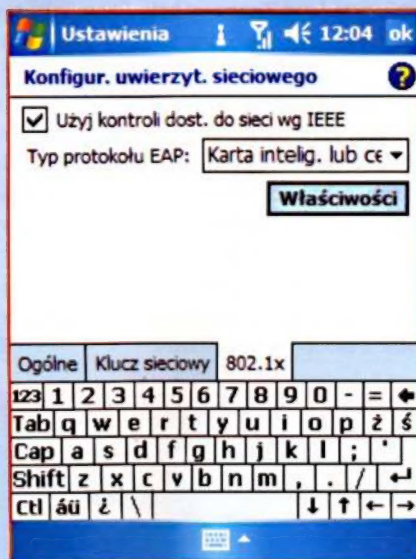 Ustawienia 12:04 ok
Konfigur. uwierzyt. sieciowego ?
Użyj kontroli dost. do sieci wg IEEE
Typ protokołu EAP: Karta intelig. lub ce
Właściwości
Ogólne Klucz sieciowy 802.1x
123 1 2 3 4 5 6 7 8 9 0 - =
Tab q w e r t y u i o p ż ś
Cap a s d f g h j k l ; '
Shift z x c v b n m , . /
Ctl áü ż \